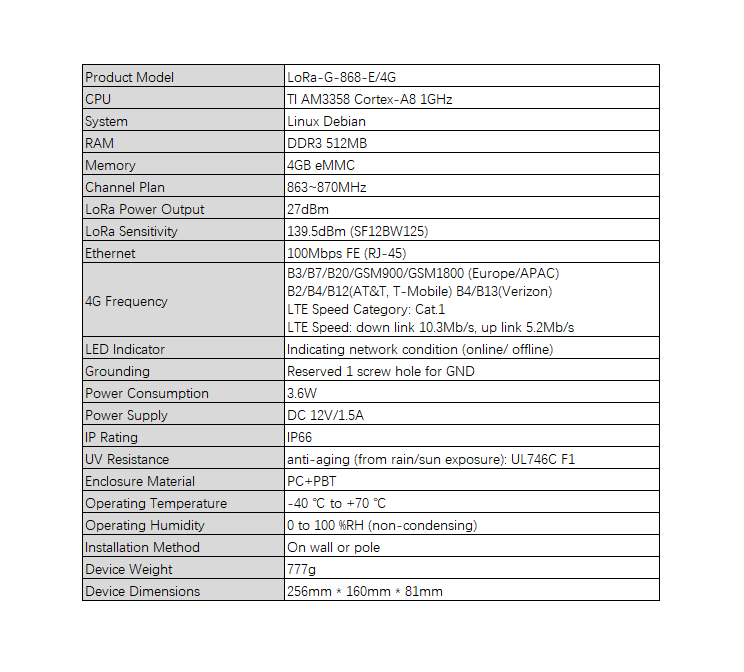 Product Model LoRa-G-868-E/4G
CPU TI AM3358 Cortex-A8 1GHz
System Linux Debian
RAM DDR3 512MB
Memory 4GB eMMC
Channel Plan 863~870MHz
LoRa Power Output 27dBm
LoRa Sensitivity 139.5dBm (SF12BW125)
Ethernet 100Mbps FE (RJ-45)
4G Frequency
B3/B7/B20/GSM900/GSM1800 (Europe/APAC)
B2/B4/B12(AT&T, T-Mobile) B4/B13(Verizon)
LTE Speed Category: Cat.1
LTE Speed: down link 10.3Mb/s, up link 5.2Mb/s
LED Indicator Indicating network condition (online/ offline)
Grounding Reserved 1 screw hole for GND
Power Consumption 3.6W
Power Supply DC 12V/1.5A
IP Rating IP66
UV Resistance anti-aging (from rain/sun exposure): UL746C F1
Enclosure Material PC+PBT
Operating Temperature -40 ℃ to +70 ℃
Operating Humidity 0 to 100 %RH (non-condensing)
Installation Method On wall or pole
Device Weight 777g
Device Dimensions 256mm * 160mm * 81mm